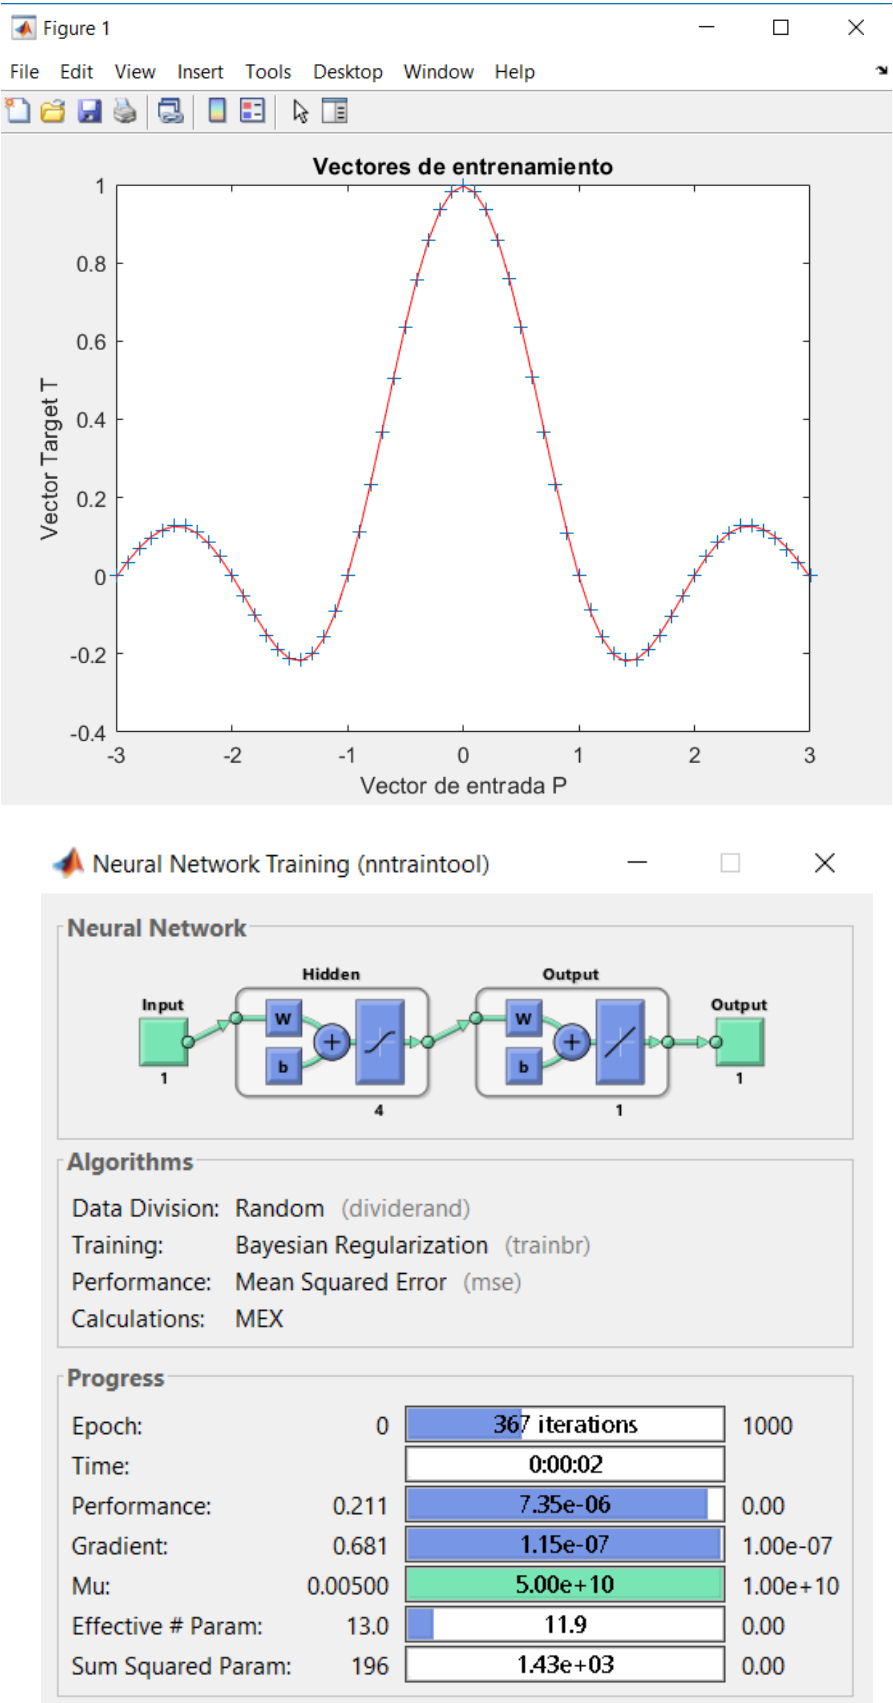 Figure 1
File Edit View Insert Tools Desktop Window Help
Vectores de entrenamiento
1
0.8
0.6
0.4
0.2
0
-0.2
-0.4
Vector Target T
-3 -2 -1 0 1 2 3
Vector de entrada P
Neural Network Training (nntraintool)
Neural Network
Hidden Output
Input Output
W W
b b
1 1
4 1
Algorithms
Data Division: Random (dividerand)
Training: Bayesian Regularization (trainbr)
Performance: Mean Squared Error (mse)
Calculations: MEX
Progress
Epoch: 0 367 iterations 1000
Time: 0:00:02
Performance: 0.211 7.35e-06 0.00
Gradient: 0.681 1.15e-07 1.00e-07
Mu: 0.00500 5.00e+10 1.00e+10
Effective # Param: 13.0 11.9 0.00
Sum Squared Param: 196 1.43e+03 0.00